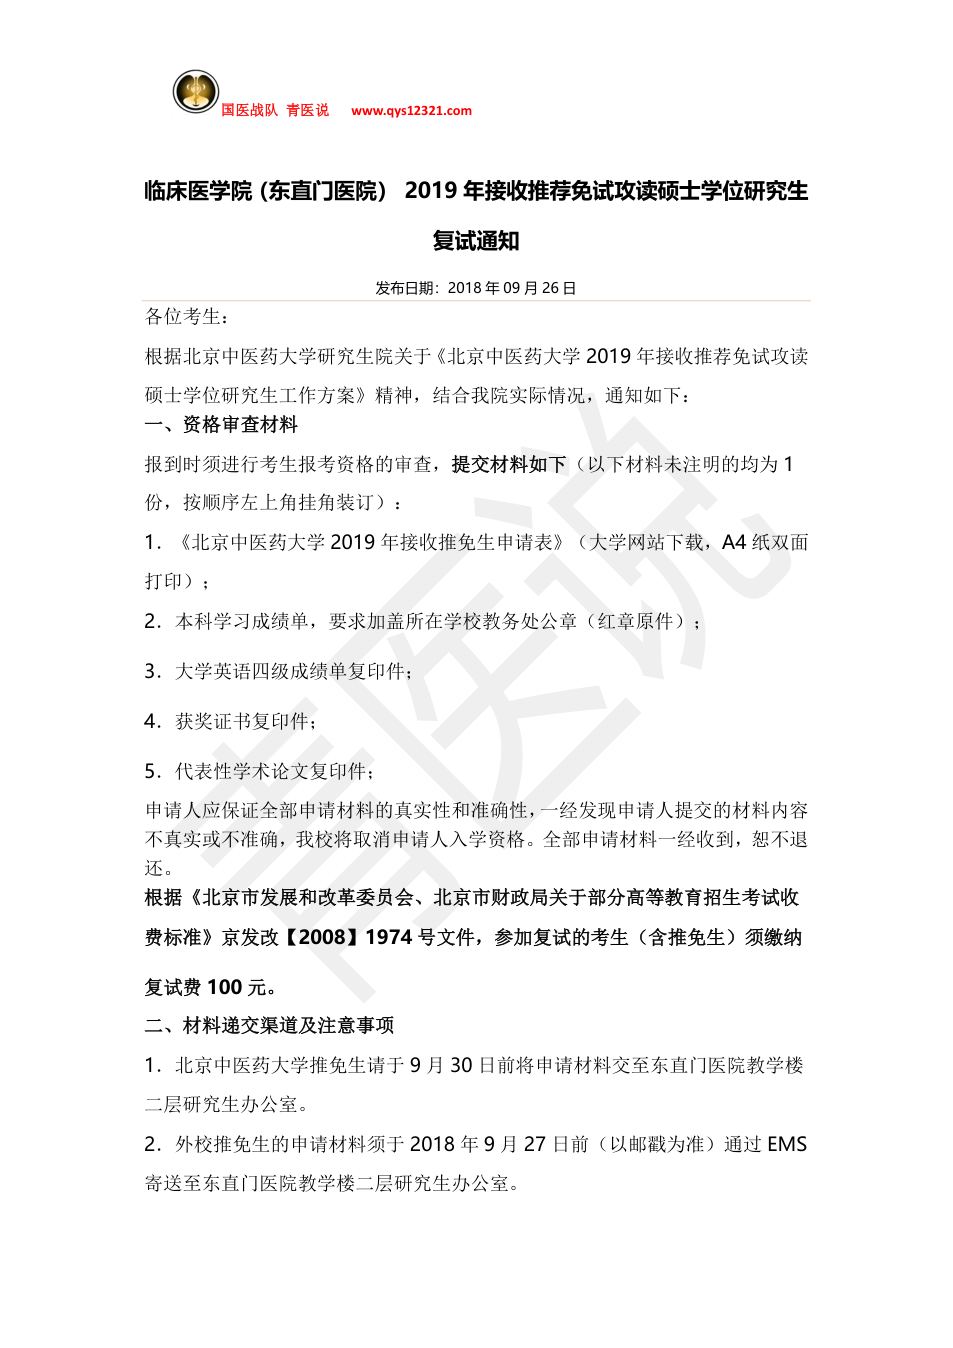 国医战队 青医说 www.qys12321.com
临床医学院（东直门医院） 2019 年接收推荐免试攻读硕士学位研究生
复试通知
发布日期：2018 年 09 月 26 日
各位考生：
根据北京中医药大学研究生院关于《北京中医药大学 2019 年接收推荐免试攻读
硕士学位研究生工作方案》精神，结合我院实际情况，通知如下：
一、资格审查材料
报到时须进行考生报考资格的审查，提交材料如下（以下材料未注明的均为 1
份，按顺序左上角挂角装订）：
1．《北京中医药大学 2019 年接收推免生申请表》（大学网站下载，A4 纸双面
打印）；
2．本科学习成绩单，要求加盖所在学校教务处公章（红章原件）；
3．大学英语四级成绩单复印件；
4．获奖证书复印件；
5．代表性学术论文复印件；
申请人应保证全部申请材料的真实性和准确性，一经发现申请人提交的材料内容
不真实或不准确，我校将取消申请人入学资格。全部申请材料一经收到，恕不退
还。
根据《北京市发展和改革委员会、北京市财政局关于部分高等教育招生考试收
费标准》京发改【2008】1974 号文件，参加复试的考生（含推免生）须缴纳
复试费 100 元。
二、材料递交渠道及注意事项
1．北京中医药大学推免生请于 9 月 30 日前将申请材料交至东直门医院教学楼
二层研究生办公室。
2．外校推免生的申请材料须于 2018 年 9 月 27 日前（以邮戳为准）通过 EMS
寄送至东直门医院教学楼二层研究生办公室。
青医说